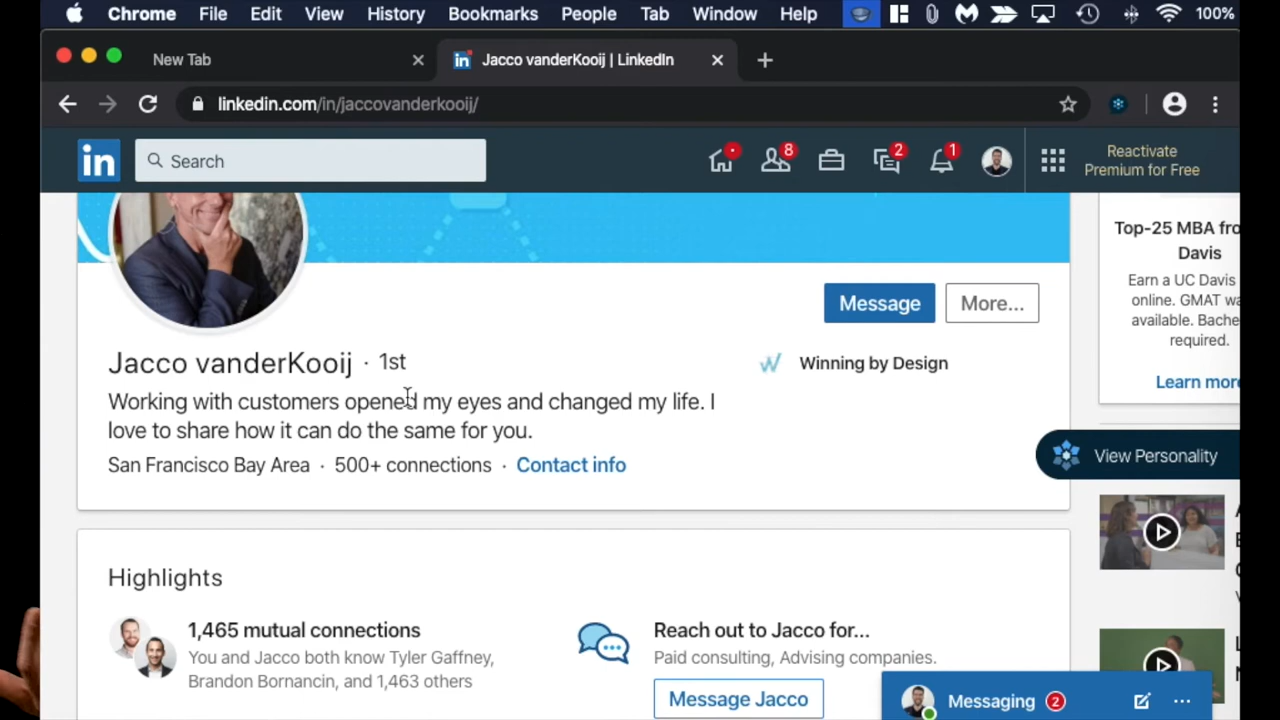 Chrome File Edit View History Bookmarks People Tab Window Help 100%
New Tab
Jacco vanderKooij | LinkedIn
linkedin.com/in/jaccovanderkooij/
in
Search
8
2
1
Reactivate
Premium for Free
Top-25 MBA
Davis
Earn a UC Davis
online. GMAT
available.
required.
Learn more
Message
More...
Jacco vanderKooij · 1st
Winning by Design
Working with customers opened my eyes and changed my life. I
love to share how it can do the same for you.
San Francisco Bay Area · 500+ connections · Contact info
View Personality
Highlights
1,465 mutual connections
You and Jacco both know Tyler Gaffney,
Brandon Bornancin, and 1,463 others
Reach out to Jacco for...
Paid consulting, Advising companies.
Message Jacco
Messaging 2